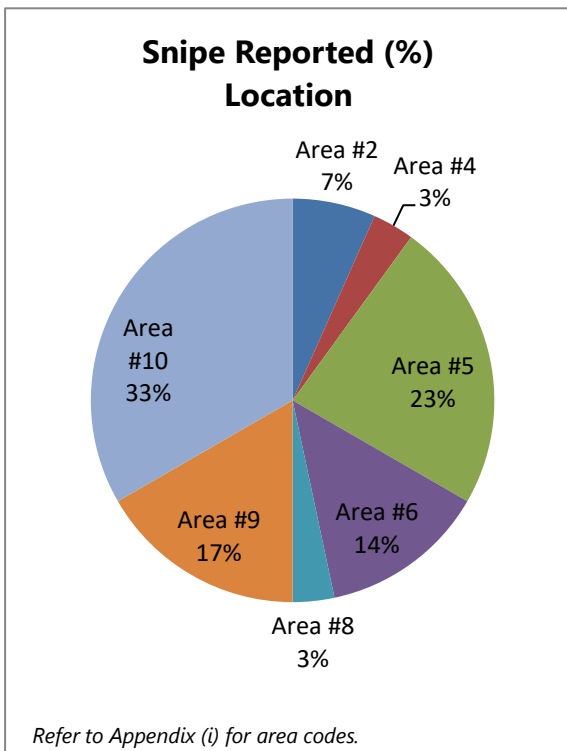 Snipe Reported (%)
Location
Area #2
7%
Area #4
3%
Area #5
23%
Area #6
14%
Area #8
3%
Area #9
17%
Area
#10
33%
Refer to Appendix (i) for area codes.